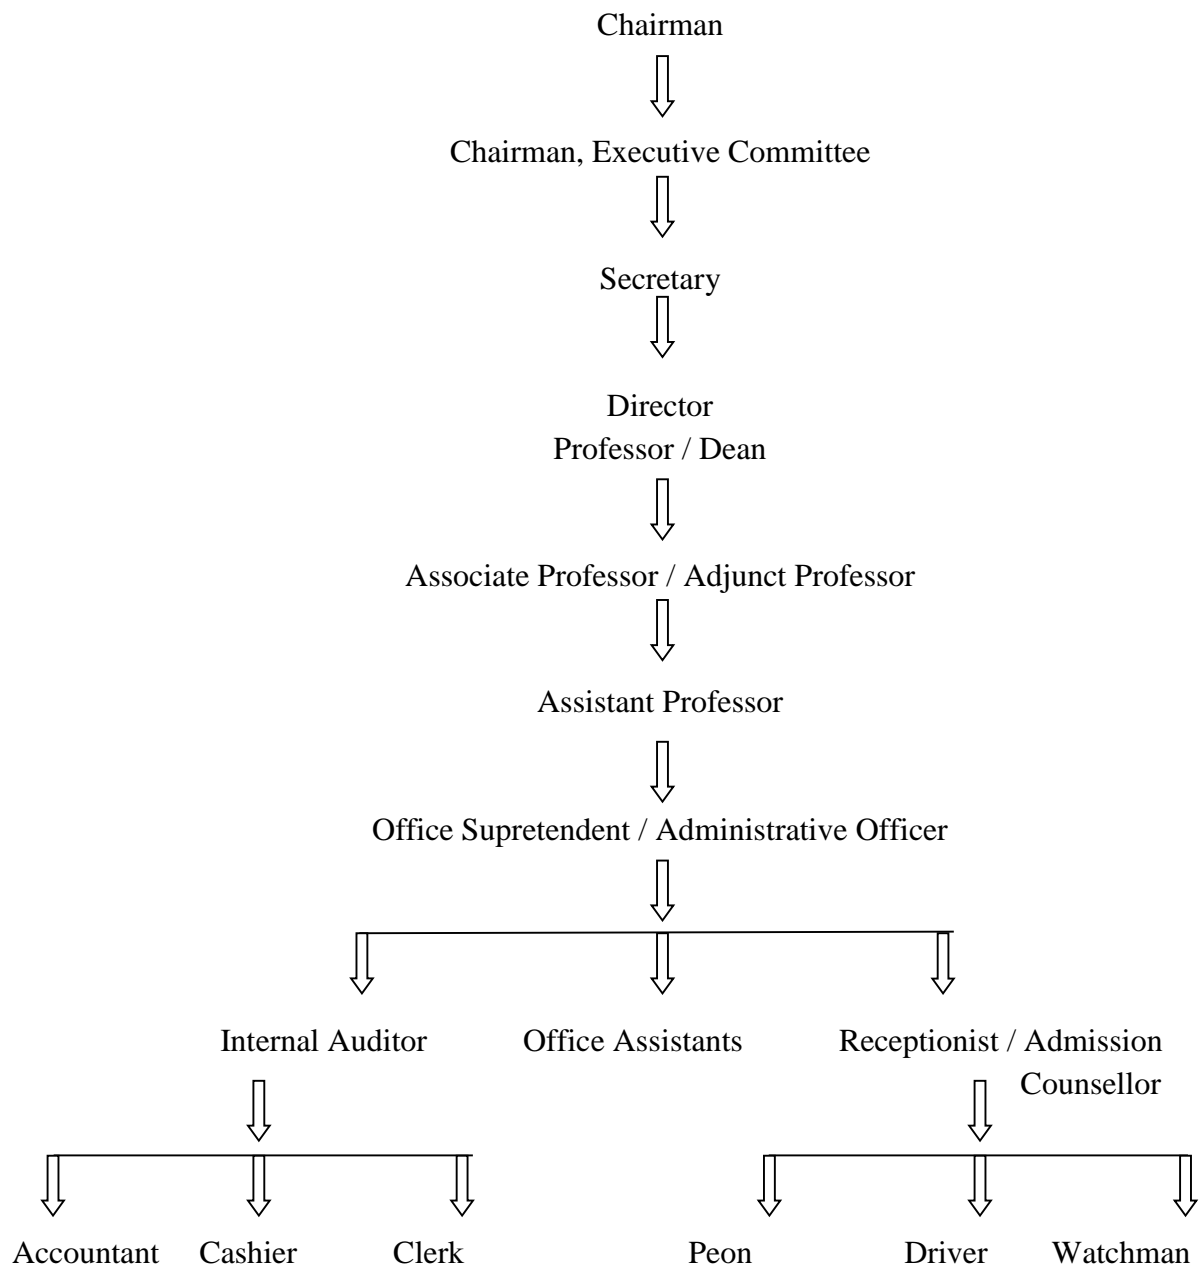 Chairman
Chairman, Executive Committee
Secretary
Director
Professor / Dean
Associate Professor / Adjunct Professor
Assistant Professor
Office Supretendent / Administrative Officer
Internal Auditor Office Assistants Receptionist / Admission
Counsellor
Accountant Cashier Clerk Peon Driver Watchman